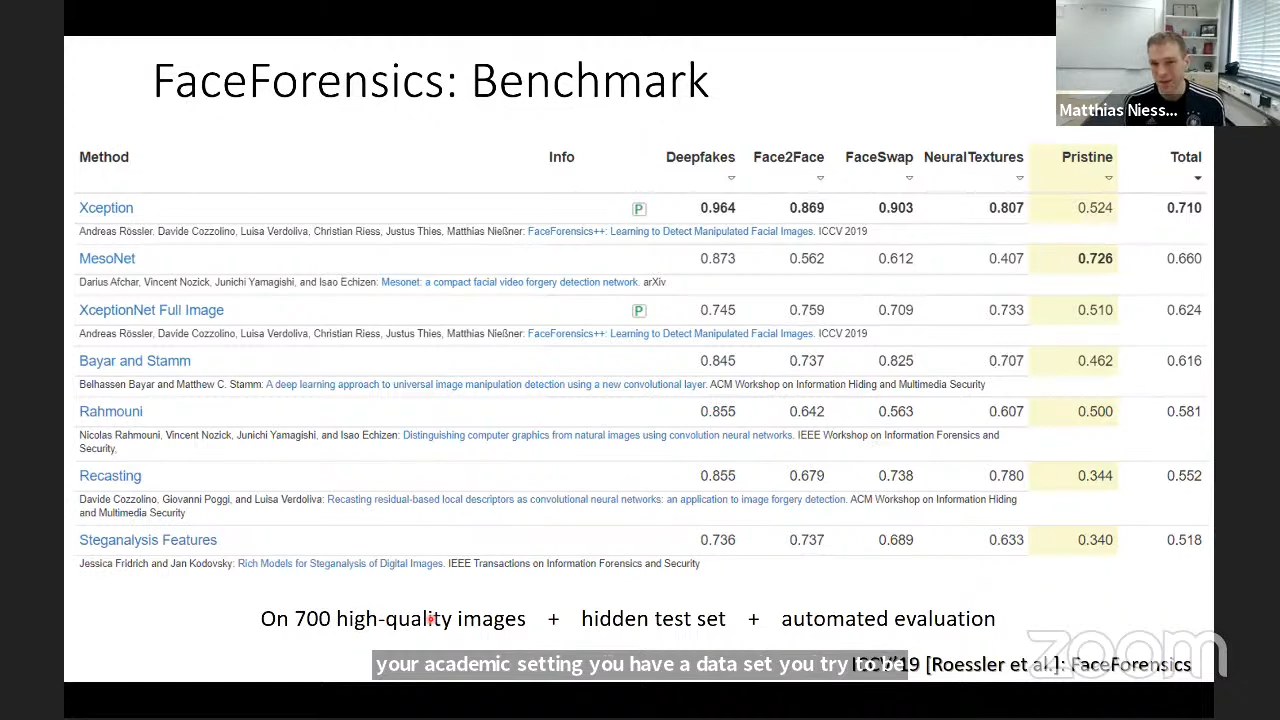 FaceForensics: Benchmark
Matthias Niess...
Method Info Deepfakes Face2Face FaceSwap NeuralTextures Pristine Total
Xception P 0.964 0.869 0.903 0.807 0.524 0.710
Andreas Rössler, Davide Cozzolino, Luisa Verdoliva, Christian Riess, Justus Thies, Matthias Nießner: FaceForensics++: Learning to Detect Manipulated Facial Images. ICCV 2019
MesoNet 0.873 0.562 0.612 0.407 0.726 0.660
Darius Afchar, Vincent Nozick, Junichi Yamagishi, and Isao Echizen: Mesonet: a compact facial video forgery detection network. arXiv
XceptionNet Full Image P 0.745 0.759 0.709 0.733 0.510 0.624
Andreas Rössler, Davide Cozzolino, Luisa Verdoliva, Christian Riess, Justus Thies, Matthias Nießner: FaceForensics++: Learning to Detect Manipulated Facial Images. ICCV 2019
Bayar and Stamm 0.845 0.737 0.825 0.707 0.462 0.616
Belhassen Bayar and Matthew C. Stamm: A deep learning approach to universal image manipulation detection using a new convolutional layer. ACM Workshop on Information Hiding and Multimedia Security
Rahmouni 0.855 0.642 0.563 0.607 0.500 0.581
Nicolas Rahmouni, Vincent Nozick, Junichi Yamagishi, and Isao Echizen: Distinguishing computer graphics from natural images using convolution neural networks. IEEE Workshop on Information Forensics and
Security,
Recasting 0.855 0.679 0.738 0.780 0.344 0.552
Davide Cozzolino, Giovanni Poggi, and Luisa Verdoliva: Recasting residual-based local descriptors as convolutional neural networks: an application to image forgery detection. ACM Workshop on Information Hiding
and Multimedia Security
Steganalysis Features 0.736 0.737 0.689 0.633 0.340 0.518
Jessica Fridrich and Jan Kodovsky: Rich Models for Steganalysis of Digital Images. IEEE Transactions on Information Forensics and Security
On 700 high-quality images + hidden test set + automated evaluation
your academic setting you have a data set you try to be
ICCV'19 [Roessler et al.]: FaceForensics
zoom